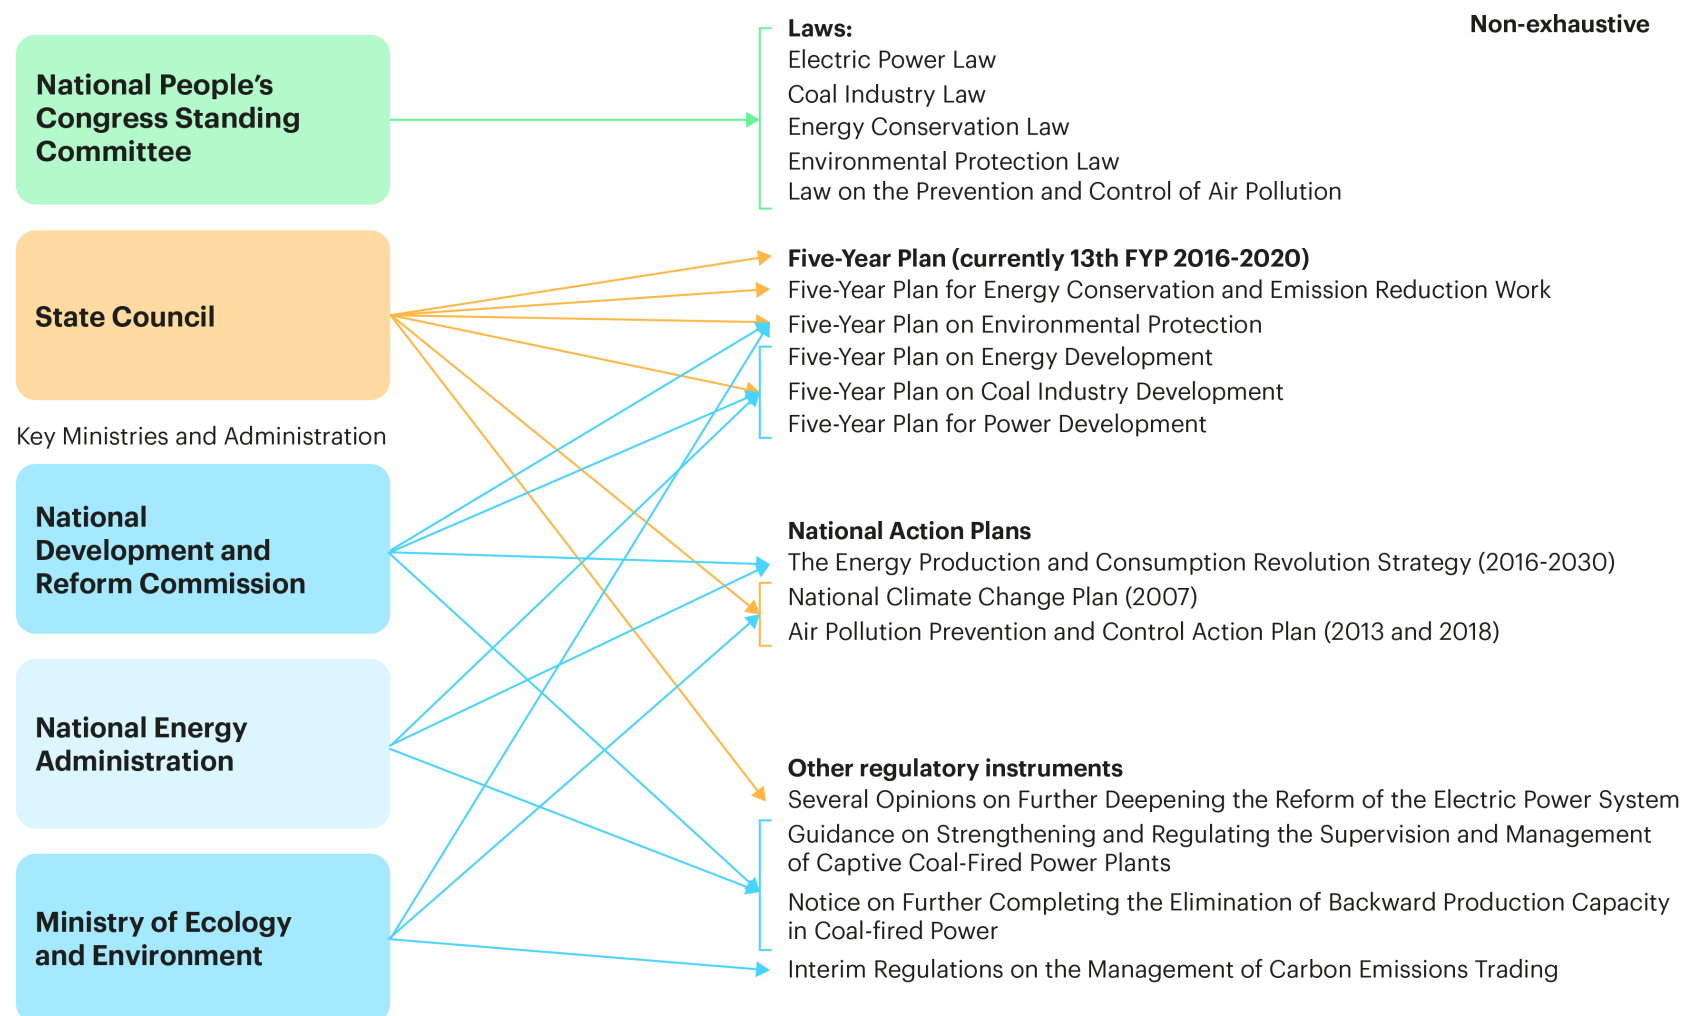 Non-exhaustive
National People’s
Congress Standing
Committee
Laws:
Electric Power Law
Coal Industry Law
Energy Conservation Law
Environmental Protection Law
Law on the Prevention and Control of Air Pollution
State Council
Five-Year Plan (currently 13th FYP 2016-2020)
Five-Year Plan for Energy Conservation and Emission Reduction Work
Five-Year Plan on Environmental Protection
Five-Year Plan on Energy Development
Five-Year Plan on Coal Industry Development
Five-Year Plan for Power Development
Key Ministries and Administration
National
Development and
Reform Commission
National Action Plans
The Energy Production and Consumption Revolution Strategy (2016-2030)
National Climate Change Plan (2007)
Air Pollution Prevention and Control Action Plan (2013 and 2018)
National Energy
Administration
Other regulatory instruments
Several Opinions on Further Deepening the Reform of the Electric Power System
Guidance on Strengthening and Regulating the Supervision and Management
of Captive Coal-Fired Power Plants
Notice on Further Completing the Elimination of Backward Production Capacity
in Coal-fired Power
Interim Regulations on the Management of Carbon Emissions Trading
Ministry of Ecology
and Environment